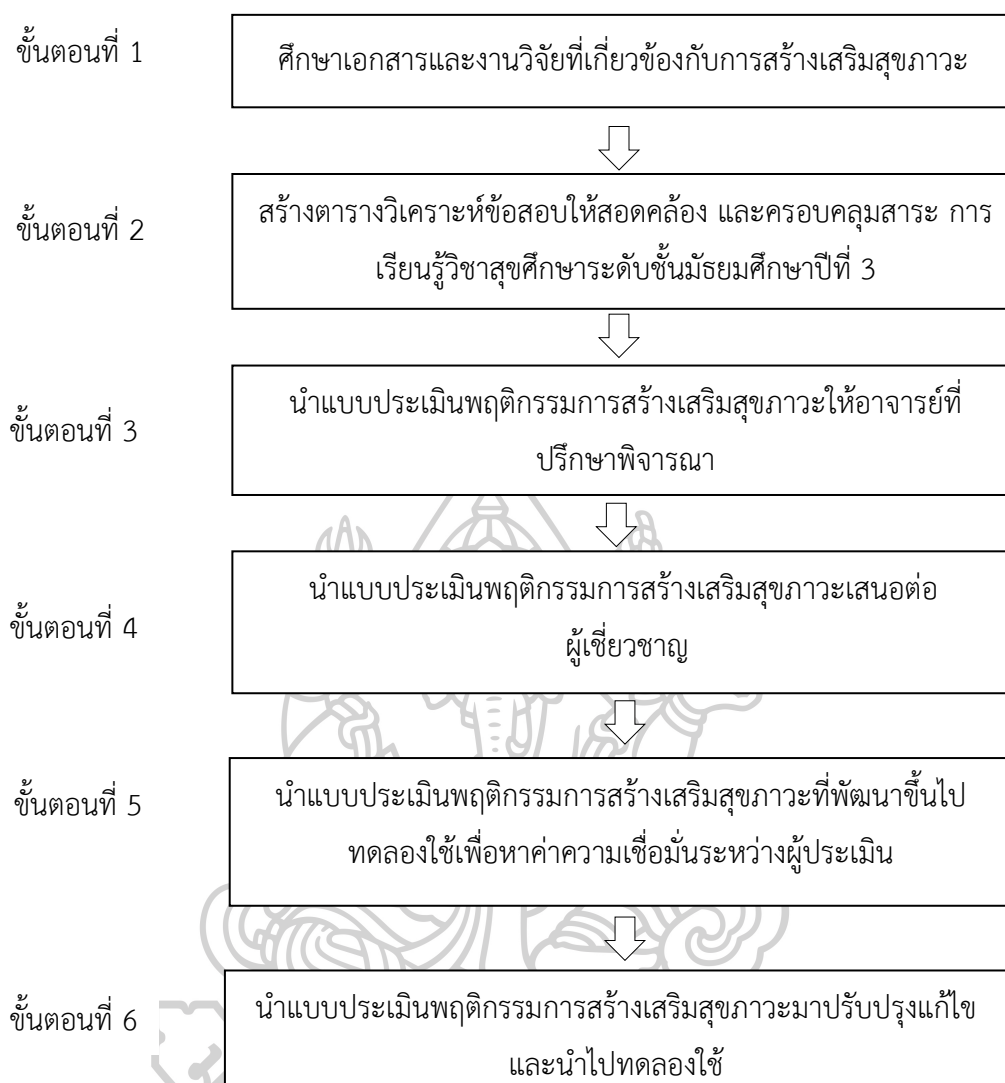 ขั้นตอนที่ 1
ศึกษาเอกสารและงานวิจัยที่เกี่ยวข้องกับการสร้างเสริมสุขภาวะ
ขั้นตอนที่ 2
สร้างตารางวิเคราะห์ข้อสอบให้สอดคล้อง และครอบคลุมสาระ การ
เรียนรู้วิชาสุขศึกษาระดับชั้นมัธยมศึกษาปีที่ 3
ขั้นตอนที่ 3
นำแบบประเมินพฤติกรรมการสร้างเสริมสุขภาวะให้อาจารย์ที่
ปรึกษาพิจารณา
ขั้นตอนที่ 4
นำแบบประเมินพฤติกรรมการสร้างเสริมสุขภาวะเสนอต่อ
ผู้เชี่ยวชาญ
ขั้นตอนที่ 5
นำแบบประเมินพฤติกรรมการสร้างเสริมสุขภาวะที่พัฒนาขึ้นไป
ทดลองใช้เพื่อหาค่าความเชื่อมั่นระหว่างผู้ประเมิน
ขั้นตอนที่ 6
นำแบบประเมินพฤติกรรมการสร้างเสริมสุขภาวะมาปรับปรุงแก้ไข
และนำไปทดลองใช้